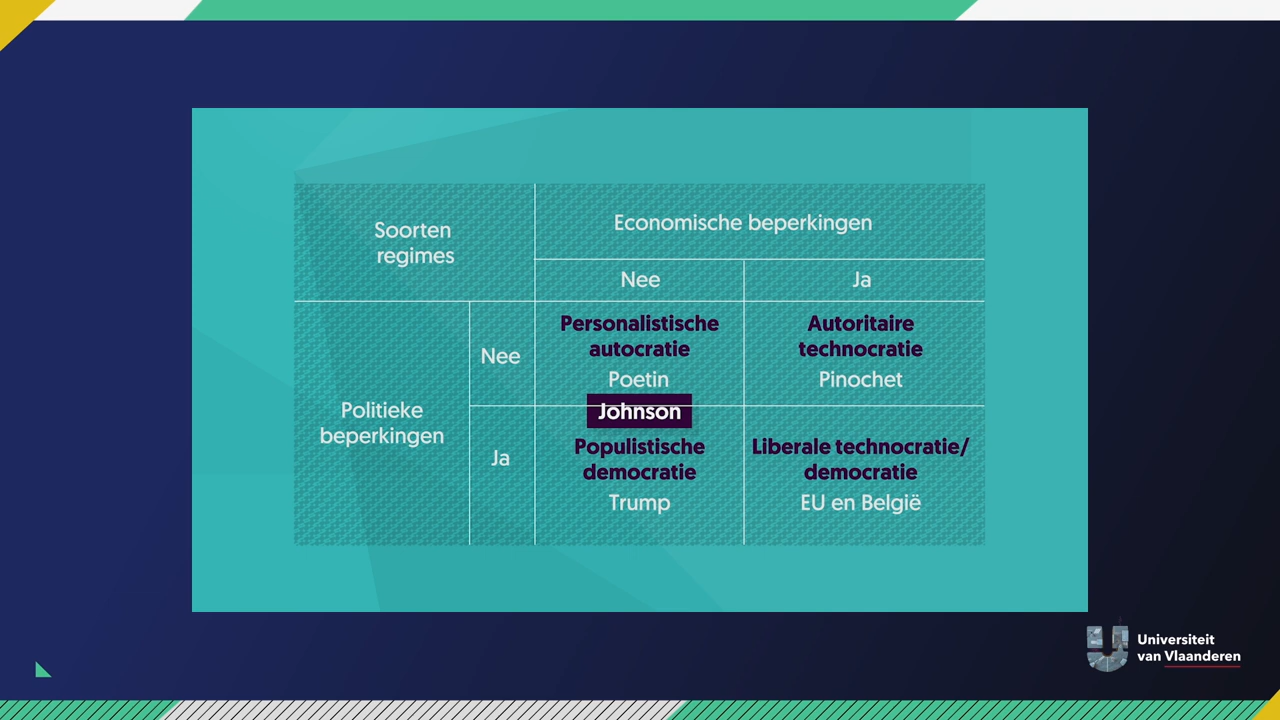 Soorten
regimes
Economische beperkingen
Nee
Ja
Politieke
beperkingen
Nee
Personalistische
autocratie
Poetin
Autoritaire
technocratie
Pinochet
Johnson
Ja
Populistische
democratie
Trump
Liberale technocratie/
democratie
EU en België
Universiteit
van Vlaanderen